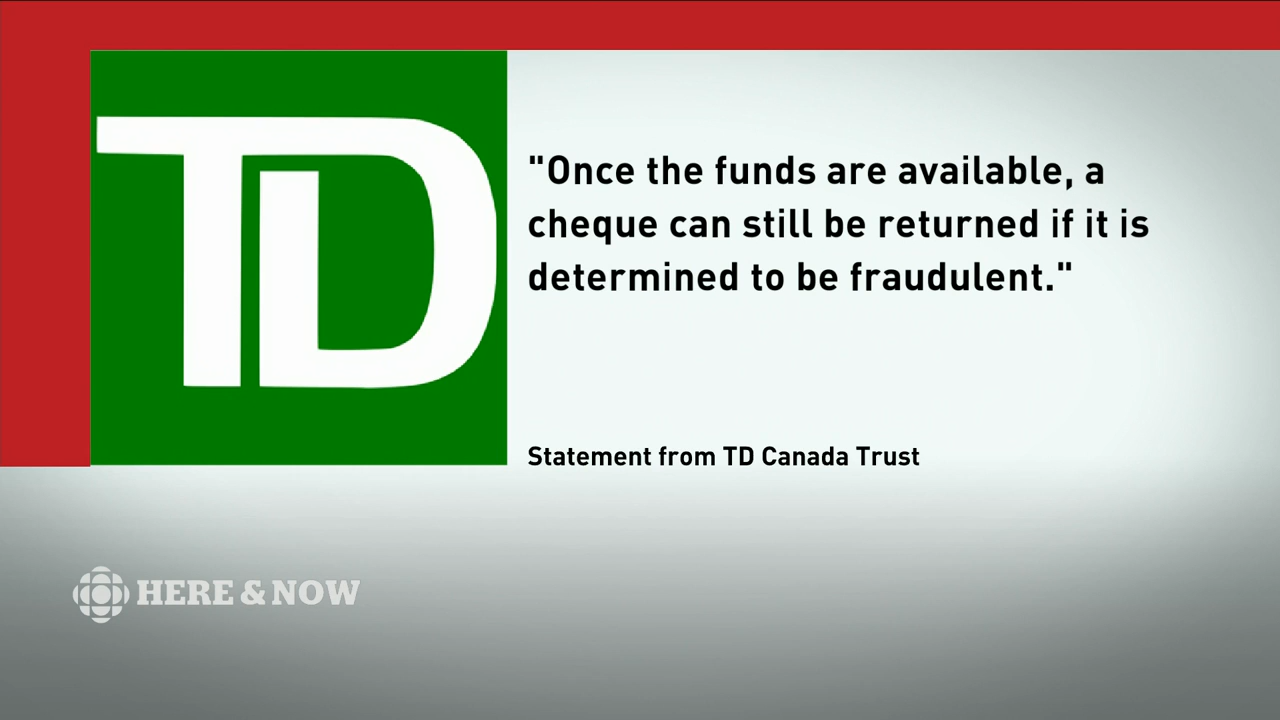 TD
"Once the funds are available, a
cheque can still be returned if it is
determined to be fraudulent."
Statement from TD Canada Trust
HERE & NOW